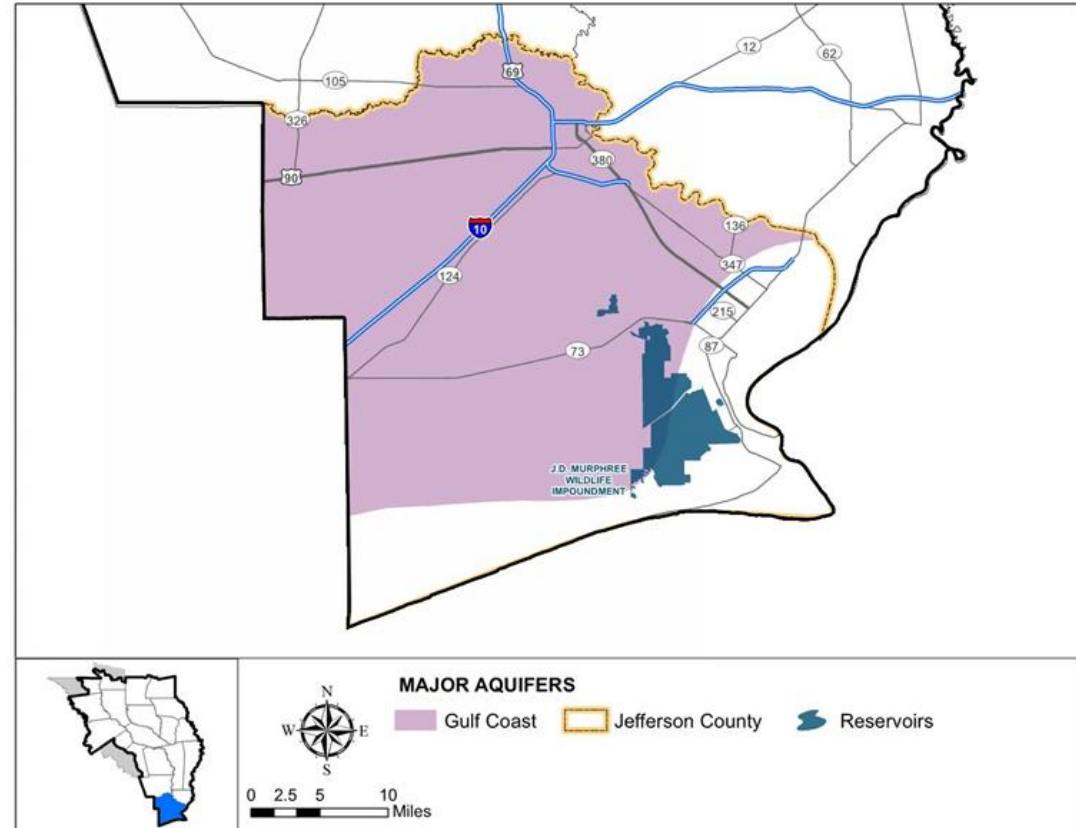 69
12
62
105
326
380
90
10
136
124
347
215
73
87
J.D. MURPHREE
WILDLIFE
IMPOUNDMENT
MAJOR AQUIFERS
N
W E
S
Gulf Coast
Jefferson County
Reservoirs
0 2.5 5 10
Miles